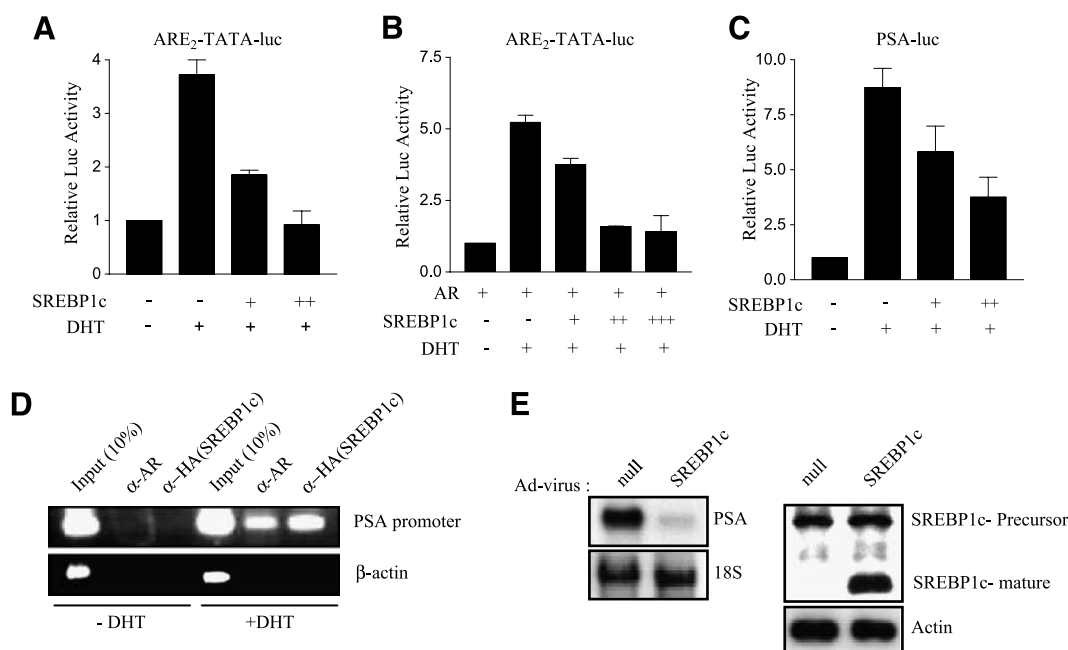 A
ARE₂-TATA-luc
Relative Luc Activity
4
3
2
1
0
SREBP1c - - + ++
DHT - + + +
B
ARE₂-TATA-luc
Relative Luc Activity
7.5
5.0
2.5
0.0
AR + + + + +
SREBP1c - - + ++ +++
DHT - + + + +
C
PSA-luc
Relative Luc Activity
10.0
7.5
5.0
2.5
0.0
SREBP1c - - + ++
DHT - + + +
D
Input (10%) α-AR α-HA(SREBP1c) Input (10%) α-AR α-HA(SREBP1c)
PSA promoter
β-actin
- DHT +DHT
E
Ad-virus : null SREBP1c
PSA
18S
null SREBP1c
SREBP1c- Precursor
SREBP1c- mature
Actin